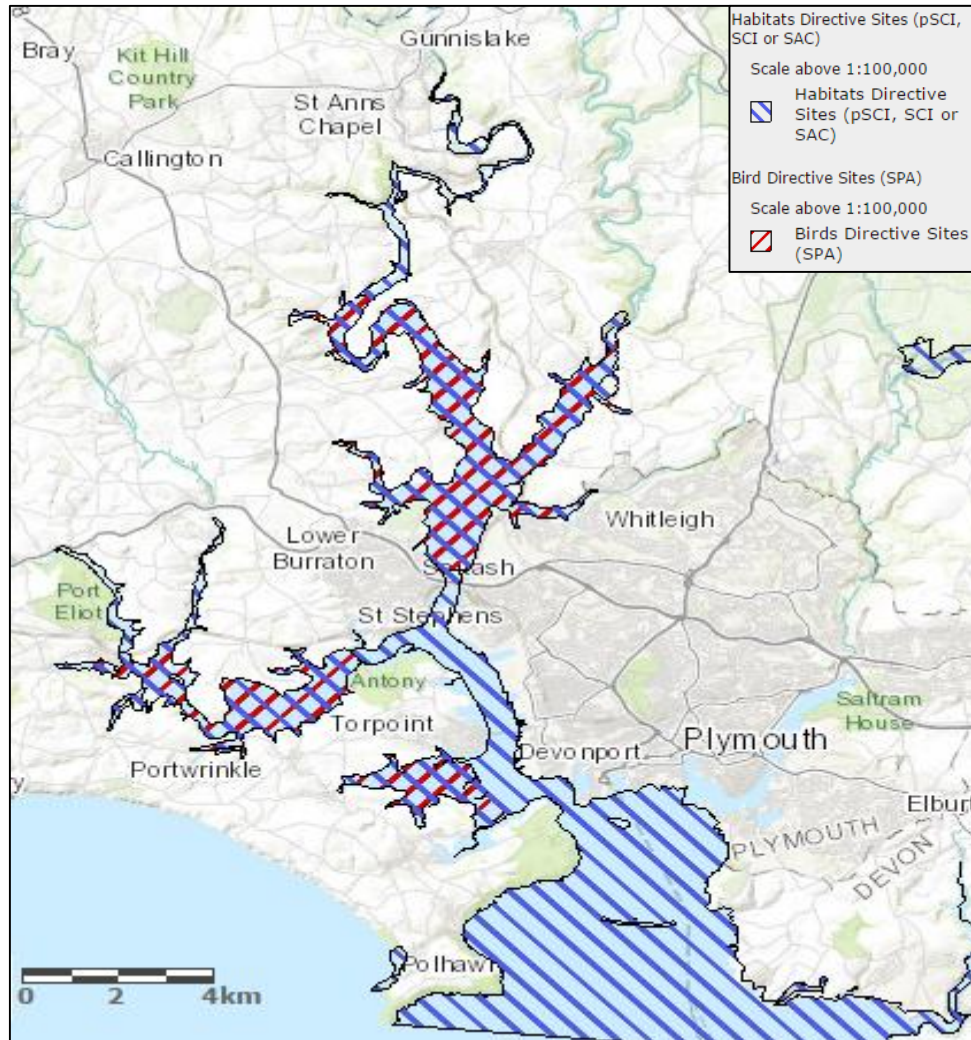 Habitats Directive Sites (pSCI,
SCI or SAC)
Scale above 1:100,000
Habitats Directive
Sites (pSCI, SCI or
SAC)
Bird Directive Sites (SPA)
Scale above 1:100,000
Birds Directive Sites
(SPA)
Bray
Kit Hill
Country
Park
Gunnislake
St Anns
Chapel
Callington
Whitleigh
Lower
Burraton
St Stephens
Port
Eliot
Antony
Torpoint
Saltram
House
Devonport
Plymouth
Portwrinkle
Elburt
PLYMOUTH
DEVON
0 2 4km